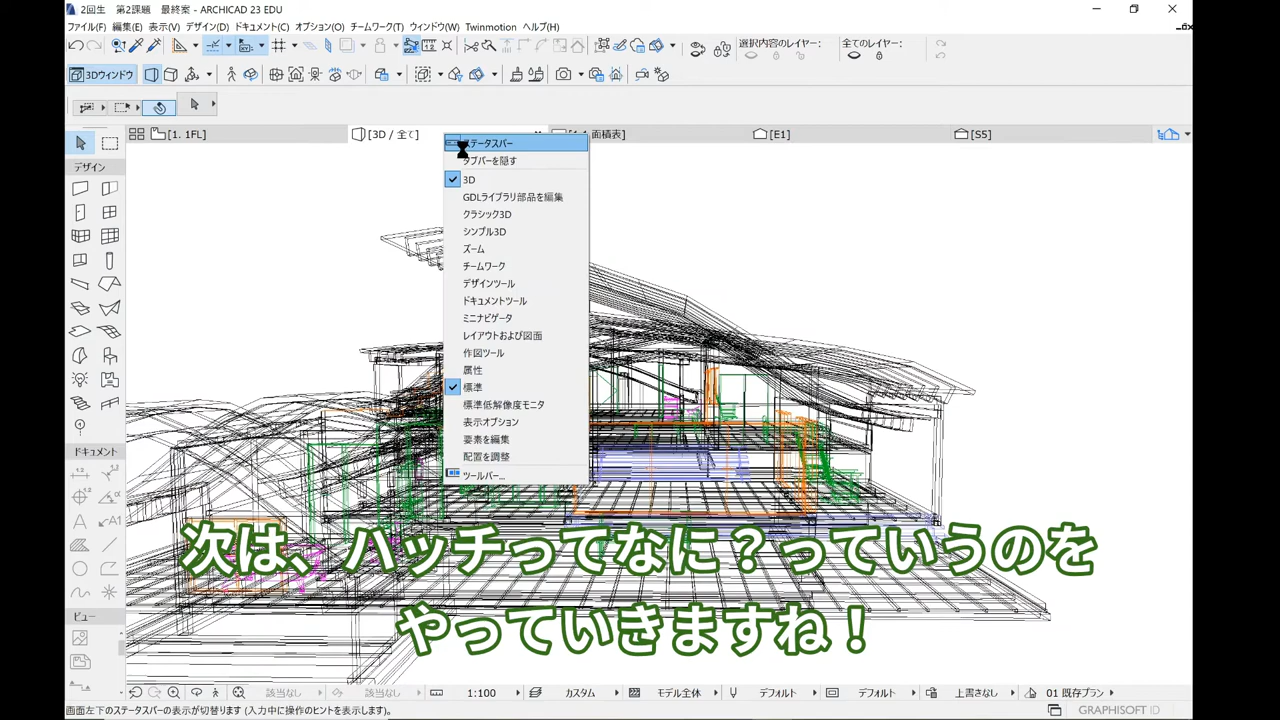 2回生　第2課題　最終案 - ARCHICAD 23 EDU
ファイル(F) 編集(E) 表示(V) デザイン(D) ドキュメント(C) オプション(O) チームワーク(T) ウィンドウ(W) Twinmotion ヘルプ(H)
選択内容のレイヤー:
全てのレイヤー:
3Dウィンドウ
[1. 1FL]
[3D / 全て]
面積表]
[E1]
[S5]
ステータスバー
タブバーを隠す
3D
GDLライブラリ部品を編集
クラシック3D
シンプル3D
ズーム
チームワーク
デザインツール
ドキュメントツール
ミニナビゲータ
レイアウトおよび図面
作図ツール
属性
標準
標準低解像度モニタ
表示オプション
要素を編集
配置を調整
ツールバー...
デザイン
ドキュメント
ビュー
次は、ハッチってなに？っていうのを
やっていきますね！
該当なし
該当なし
1:100
カスタム
モデル全体
デフォルト
デフォルト
上書きなし
01 既存プラン
画面左下のステータスバーの表示が切替ります (入力中に操作のヒントを表示します)。
GRAPHISOFT ID